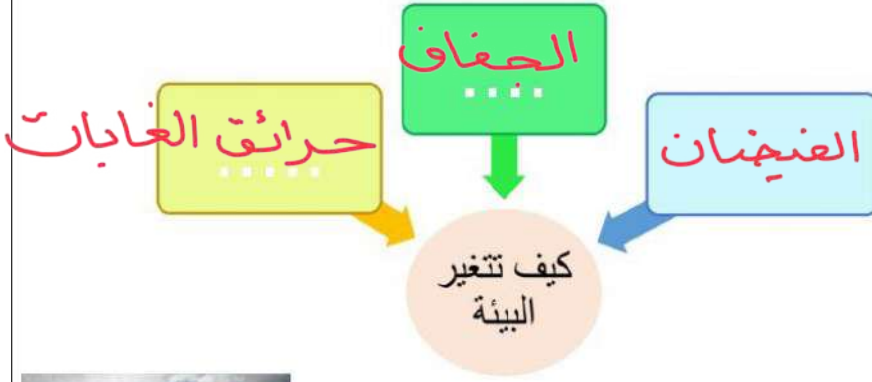 الجفاف
حرائق الغابات
الفيضان
كيف تتغير
البيئة